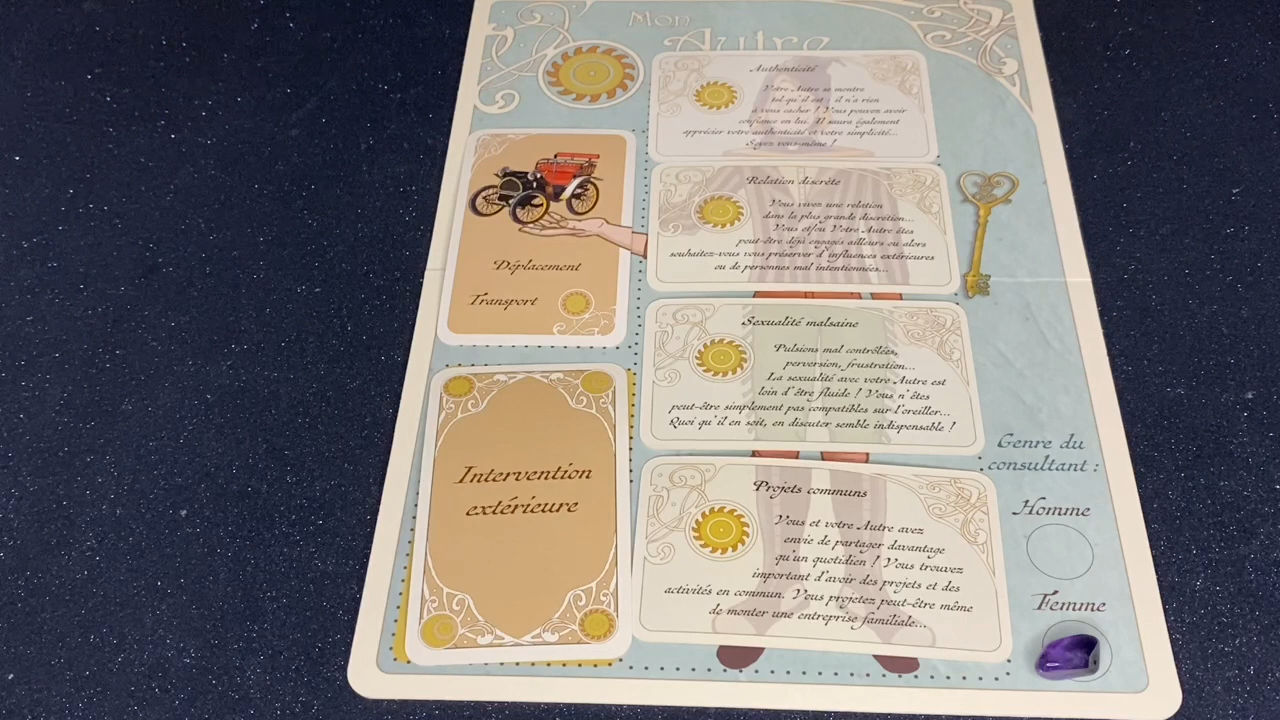 Mon
Autre
Authenticité
Votre Autre se montre
tel qu'il est : il n'a rien
à vous cacher ! Vous pouvez avoir
confiance en lui. Il saura également
apprécier votre authenticité et votre simplicité...
Soyez vous-même !
Relation discrète
Vous vivez une relation
dans la plus grande discrétion...
Vous et/ou Votre Autre êtes
peut-être déjà engagés ailleurs ou alors
souhaitez-vous vous préserver d'influences extérieures
ou de personnes mal intentionnées...
Déplacement
Transport
Sexualité malsaine
Pulsions mal contrôlées,
perversion, frustration...
La sexualité avec votre Autre est
loin d'être fluide ! Vous n'êtes
peut-être simplement pas compatibles sur l'oreiller...
Quoi qu'il en soit, en discuter semble indispensable !
Intervention
extérieure
Projets communs
Vous et votre Autre avez
envie de partager davantage
qu'un quotidien ! Vous trouvez
important d'avoir des projets et des
activités en commun. Vous projetez peut-être même
de monter une entreprise familiale...
Genre du
consultant :
Homme
Femme